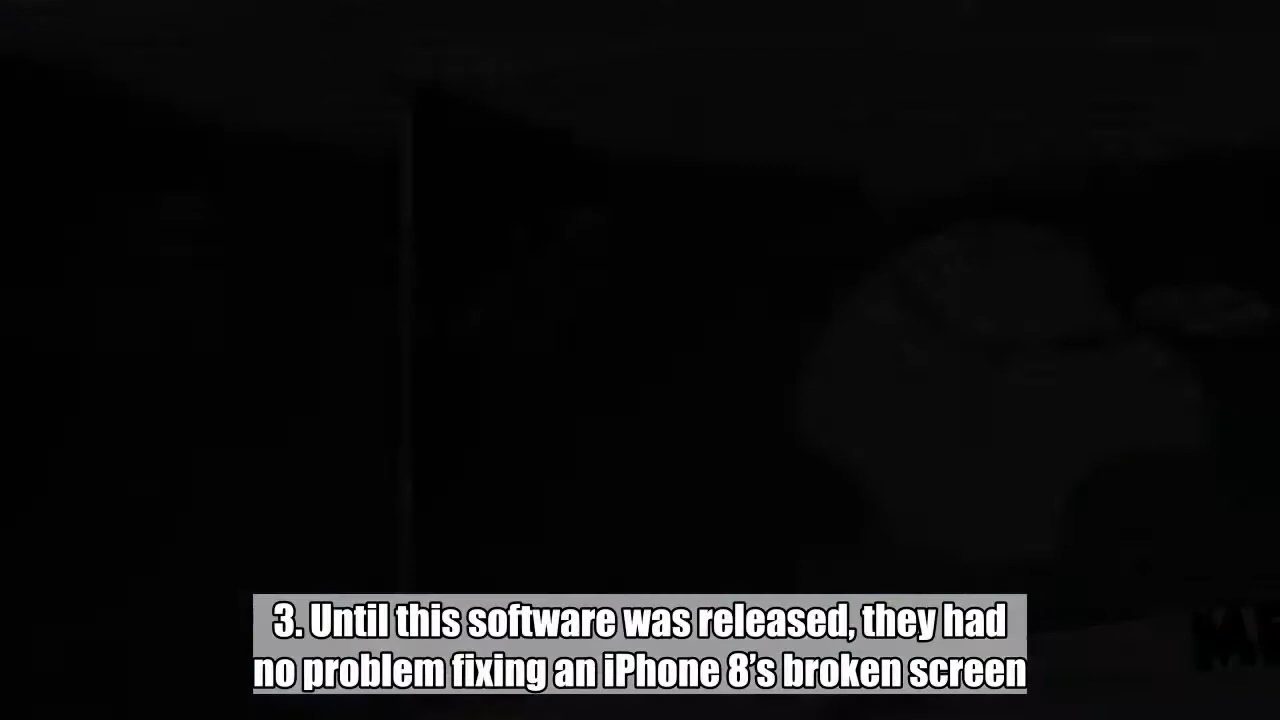 3. Until this software was released, they had
no problem fixing an iPhone 8’s broken screen